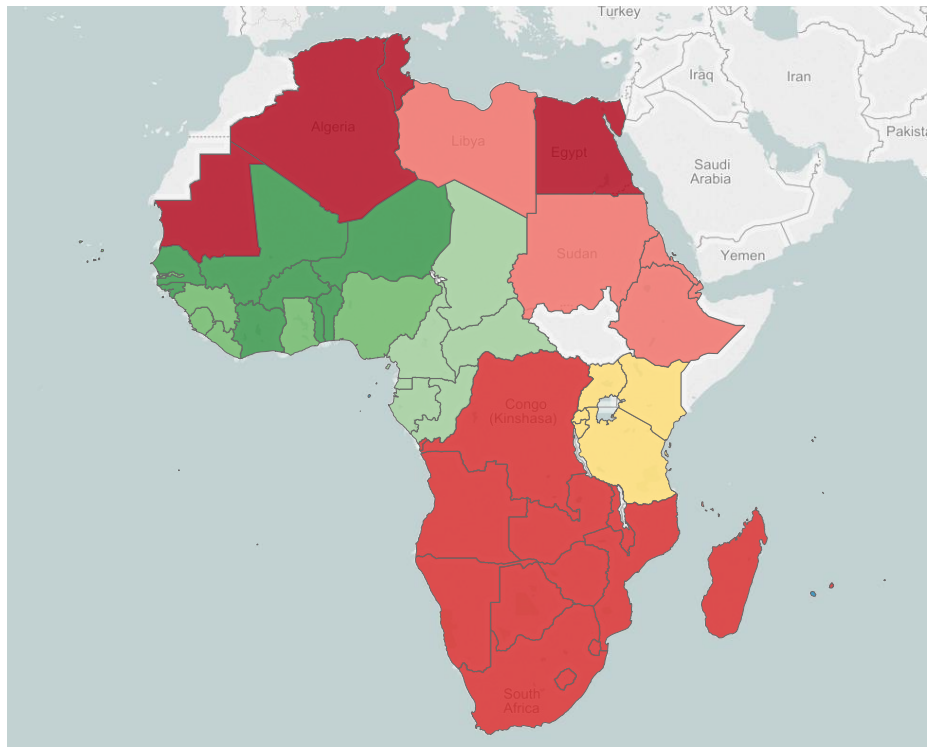 Turkey
Iraq
Iran
Pakista
Algeria
Libya
Egypt
Saudi
Arabia
Sudan
Yemen
Congo
(Kinshasa)
South
Africa